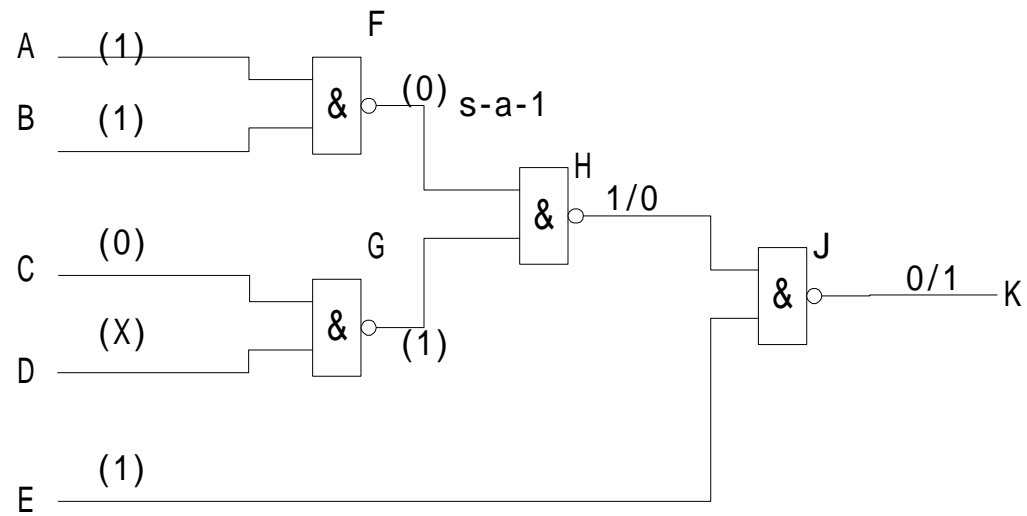 F
A (1)
&
(0) s-a-1
B (1)
H
1/0
&
(0)
G
J
C
0/1
K
&
(X)
&
(1)
D
(1)
E